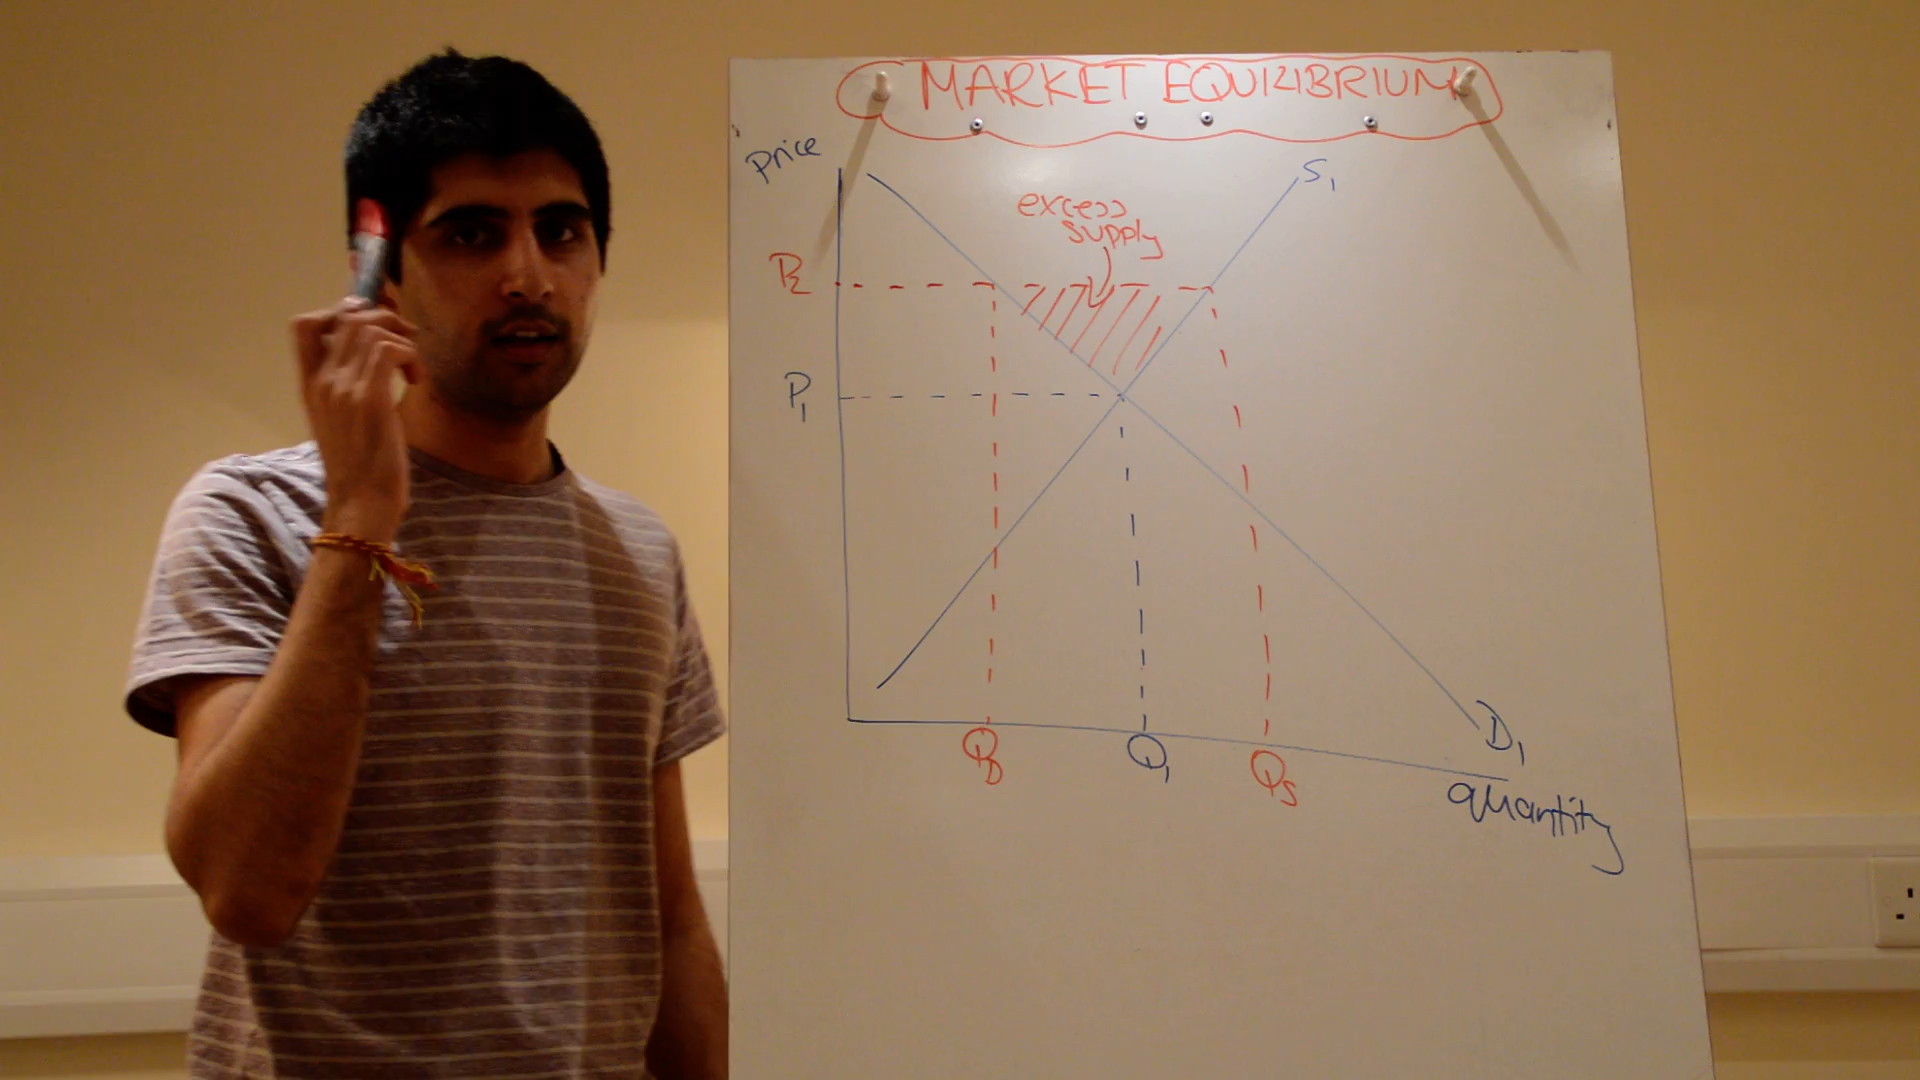 MARKET EQUILIBRIUM
Price
S1
excess
supply
P2
P1
QD
Q1
QS
D1
quantity